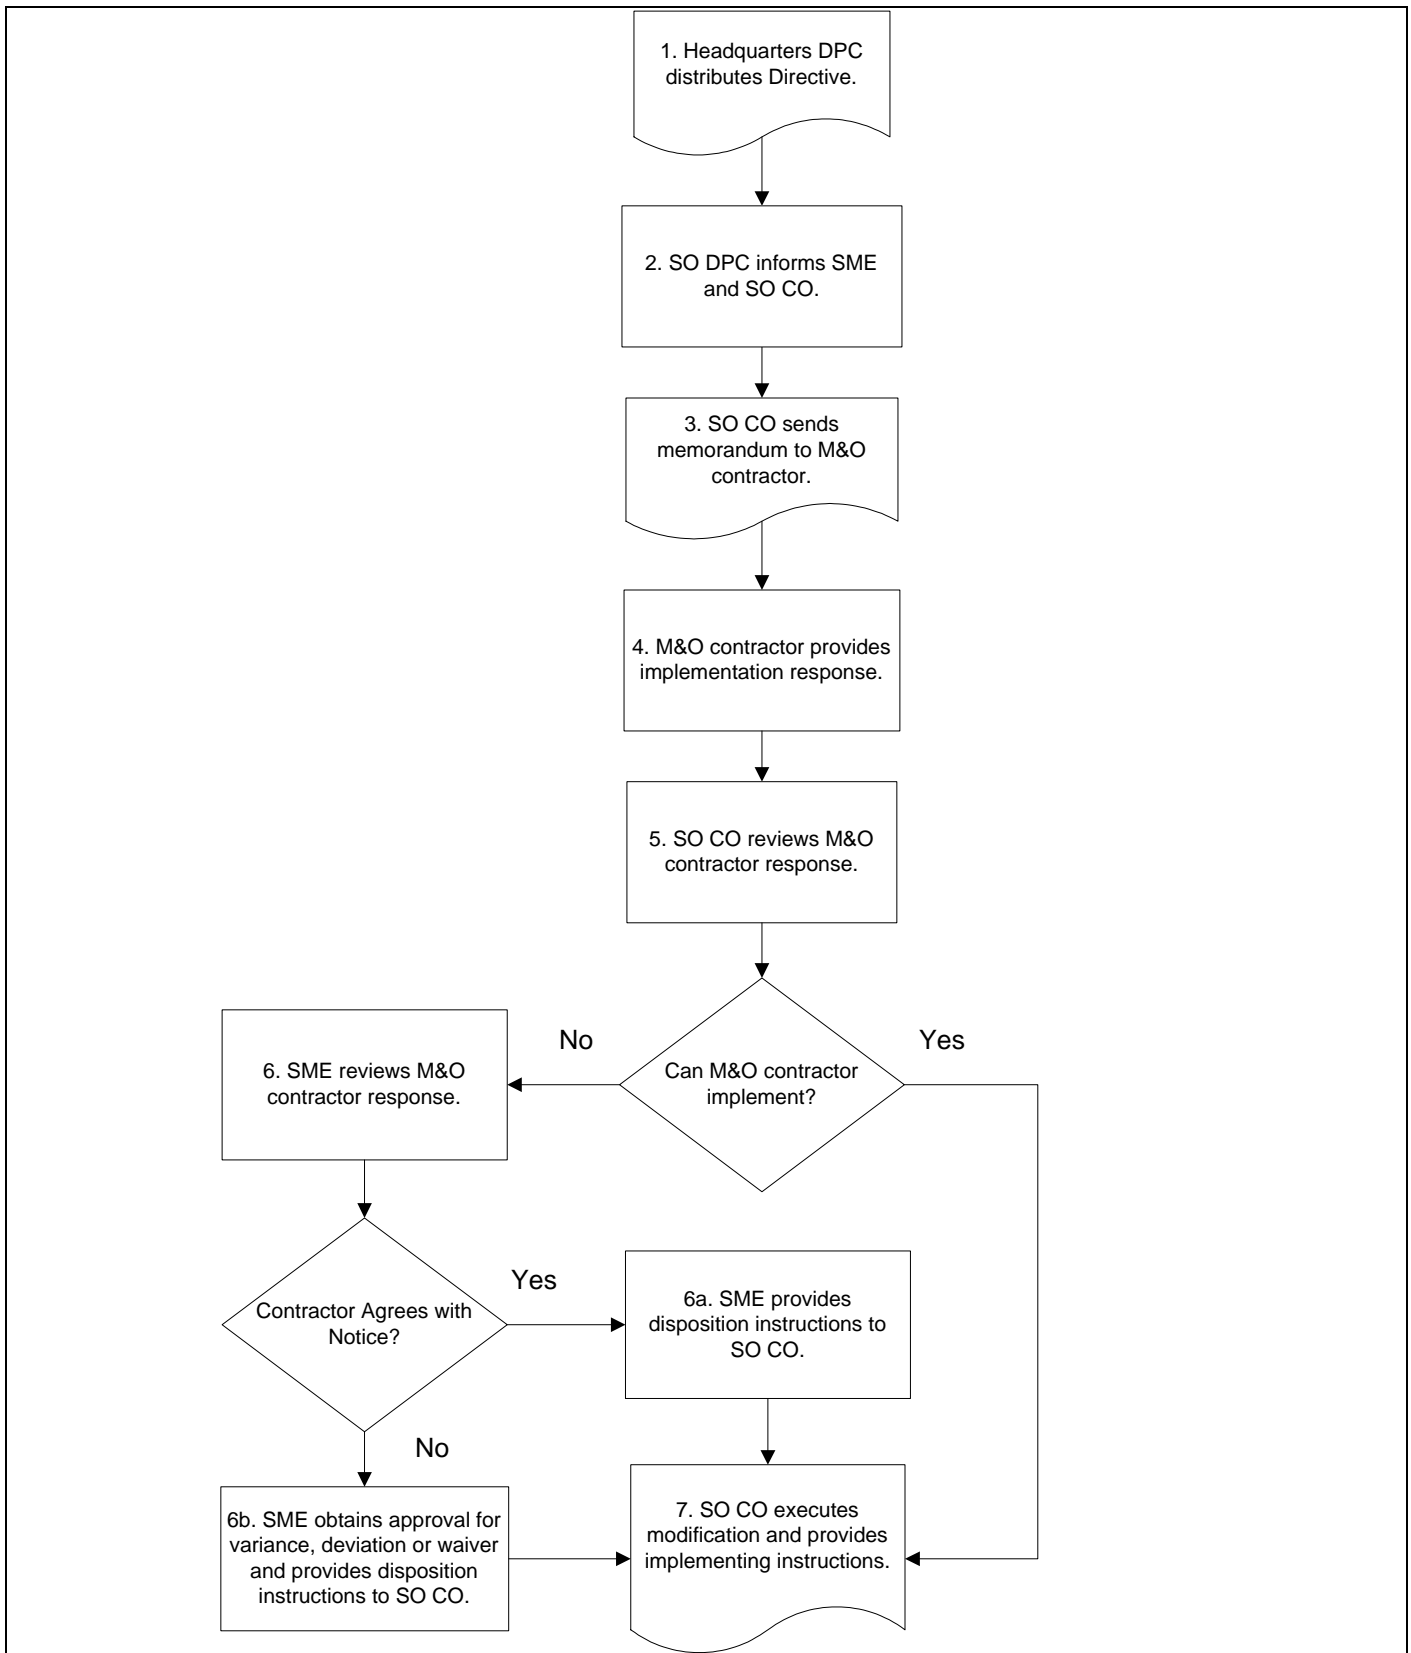 1. Headquarters DPC
distributes Directive.
2. SO DPC informs SME
and SO CO.
3. SO CO sends
memorandum to M&O
contractor.
4. M&O contractor provides
implementation response.
5. SO CO reviews M&O
contractor response.
No
Yes
Can M&O contractor
implement?
6. SME reviews M&O
contractor response.
Contractor Agrees with
Notice?
Yes
6a. SME provides
disposition instructions to
SO CO.
No
6b. SME obtains approval for
variance, deviation or waiver
and provides disposition
instructions to SO CO.
7. SO CO executes
modification and provides
implementing instructions.